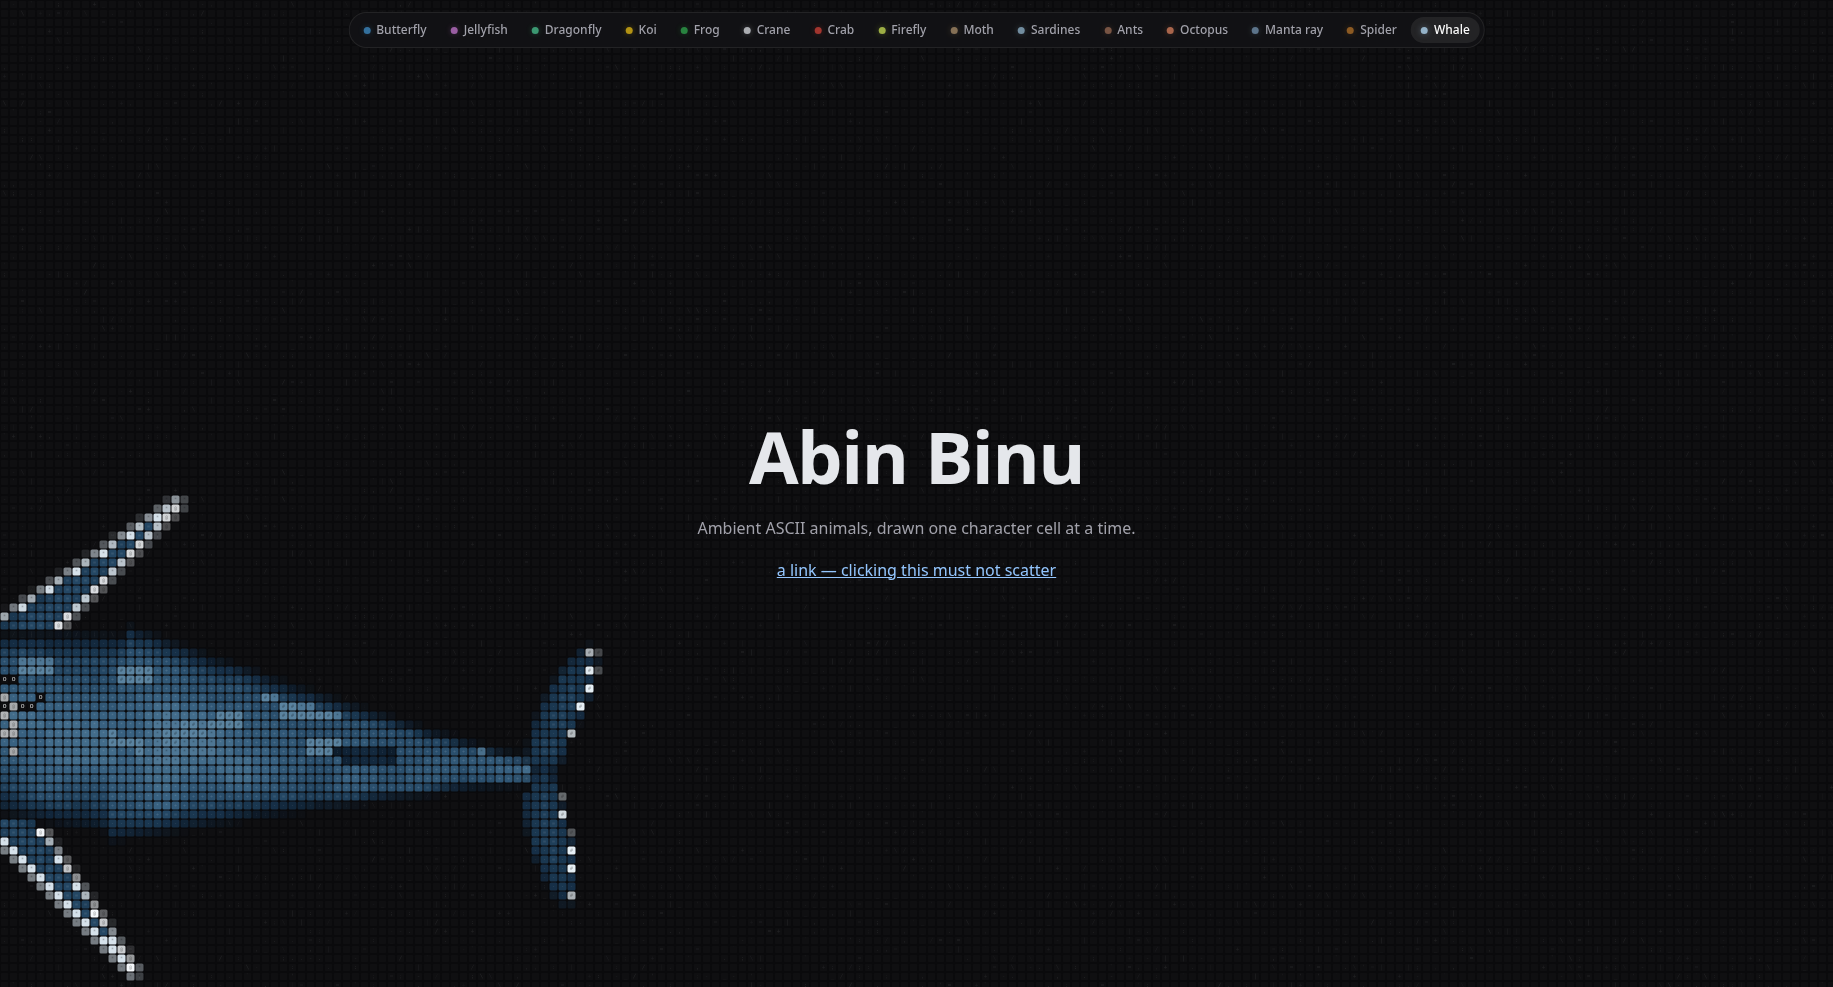 Butterfly Jellyfish Dragonfly Koi Frog Crane Crab Firefly Moth Sardines Ants Octopus Manta ray Spider Whale
Abin Binu
Ambient ASCII animals, drawn one character cell at a time.
a link — clicking this must not scatter